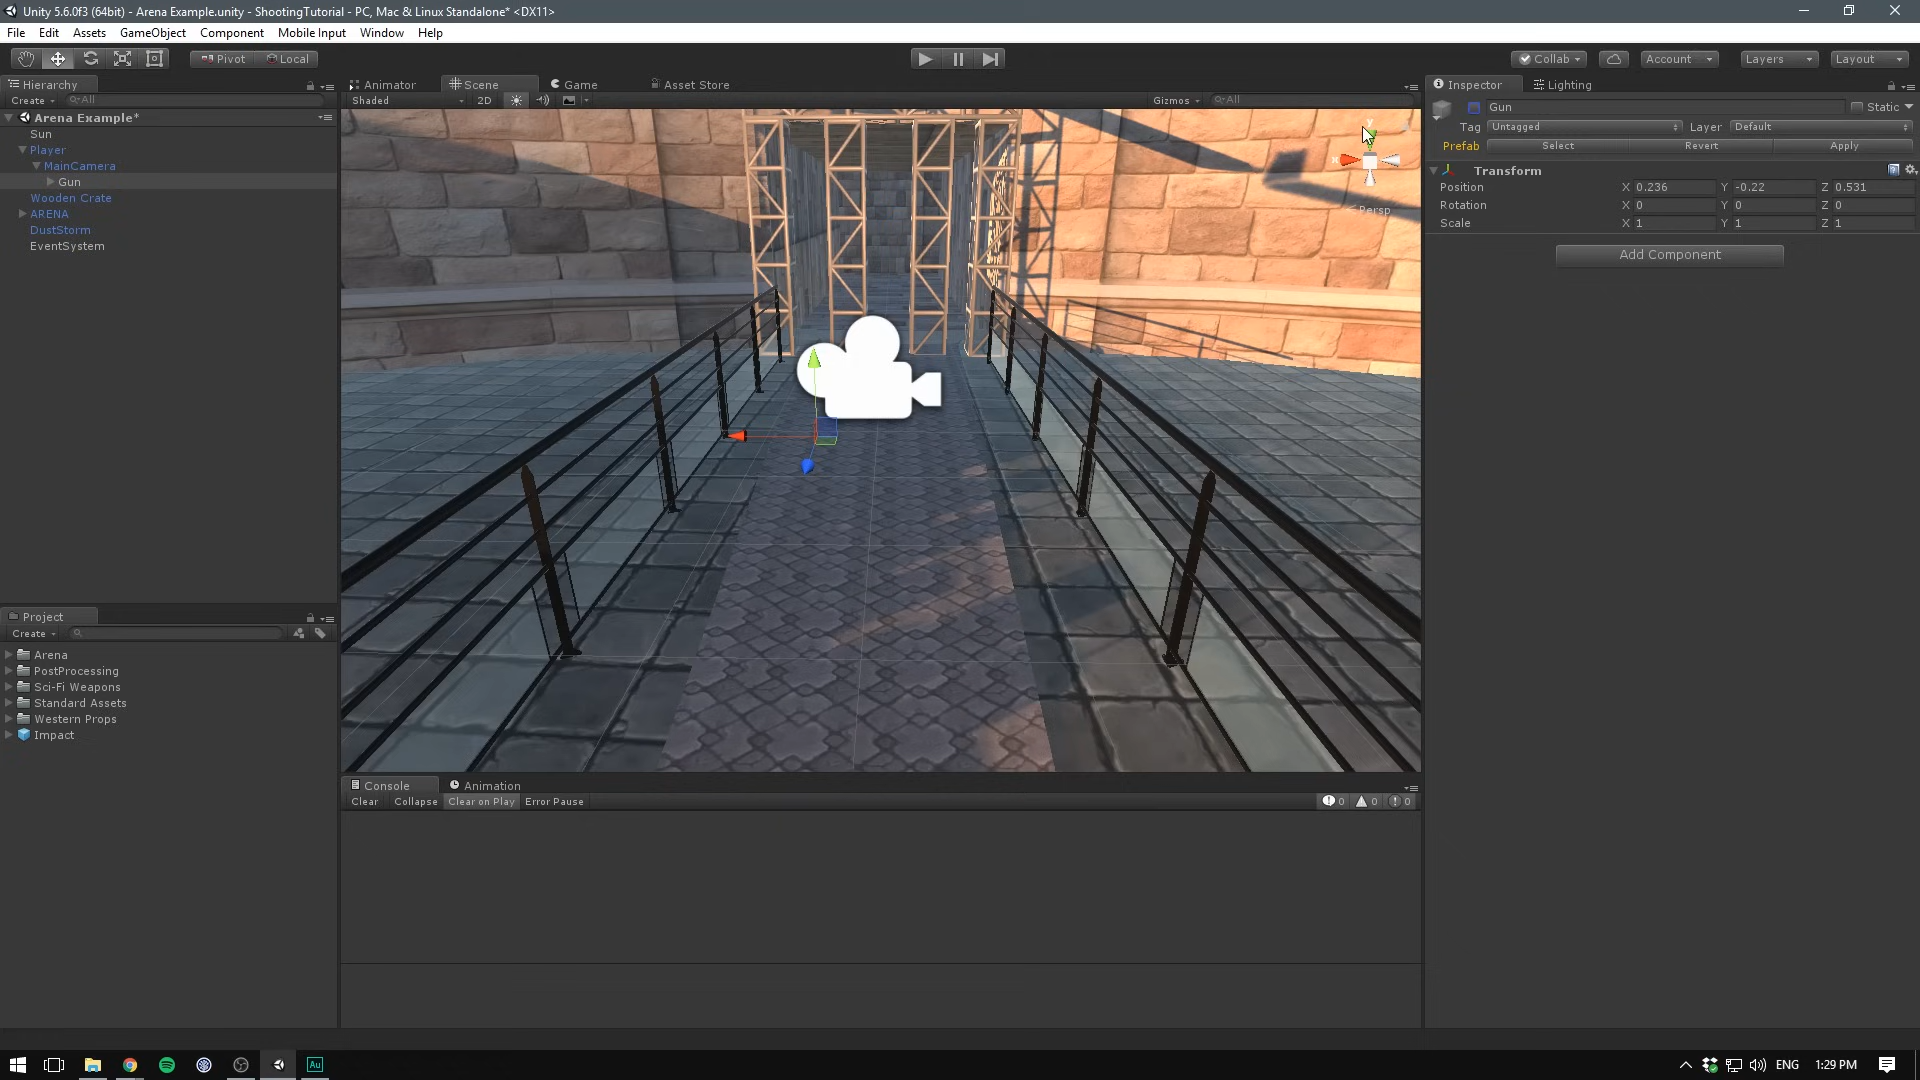 Unity 5.6.0f3 (64bit) - Arena Example.unity - ShootingTutorial - PC, Mac & Linux Standalone* <DX11>
File Edit Assets GameObject Component Mobile Input Window Help
Pivot Local Collab Account Layers Layout
Hierarchy
Create All
Arena Example*
Sun
Player
MainCamera
Gun
Wooden Crate
ARENA
DustStorm
EventSystem
Animator Scene Game Asset Store
Shaded 2D Gizmos All
y
x
Persp
Inspector Lighting
Gun Static
Tag Untagged Layer Default
Prefab Select Revert Apply
Transform
Position X 0.236 Y -0.22 Z 0.531
Rotation X 0 Y 0 Z 0
Scale X 1 Y 1 Z 1
Add Component
Project
Create
Arena
PostProcessing
Sci-Fi Weapons
Standard Assets
Western Props
Impact
Console Animation
Clear Collapse Clear on Play Error Pause 0 0 0
Au
ENG 1:29 PM